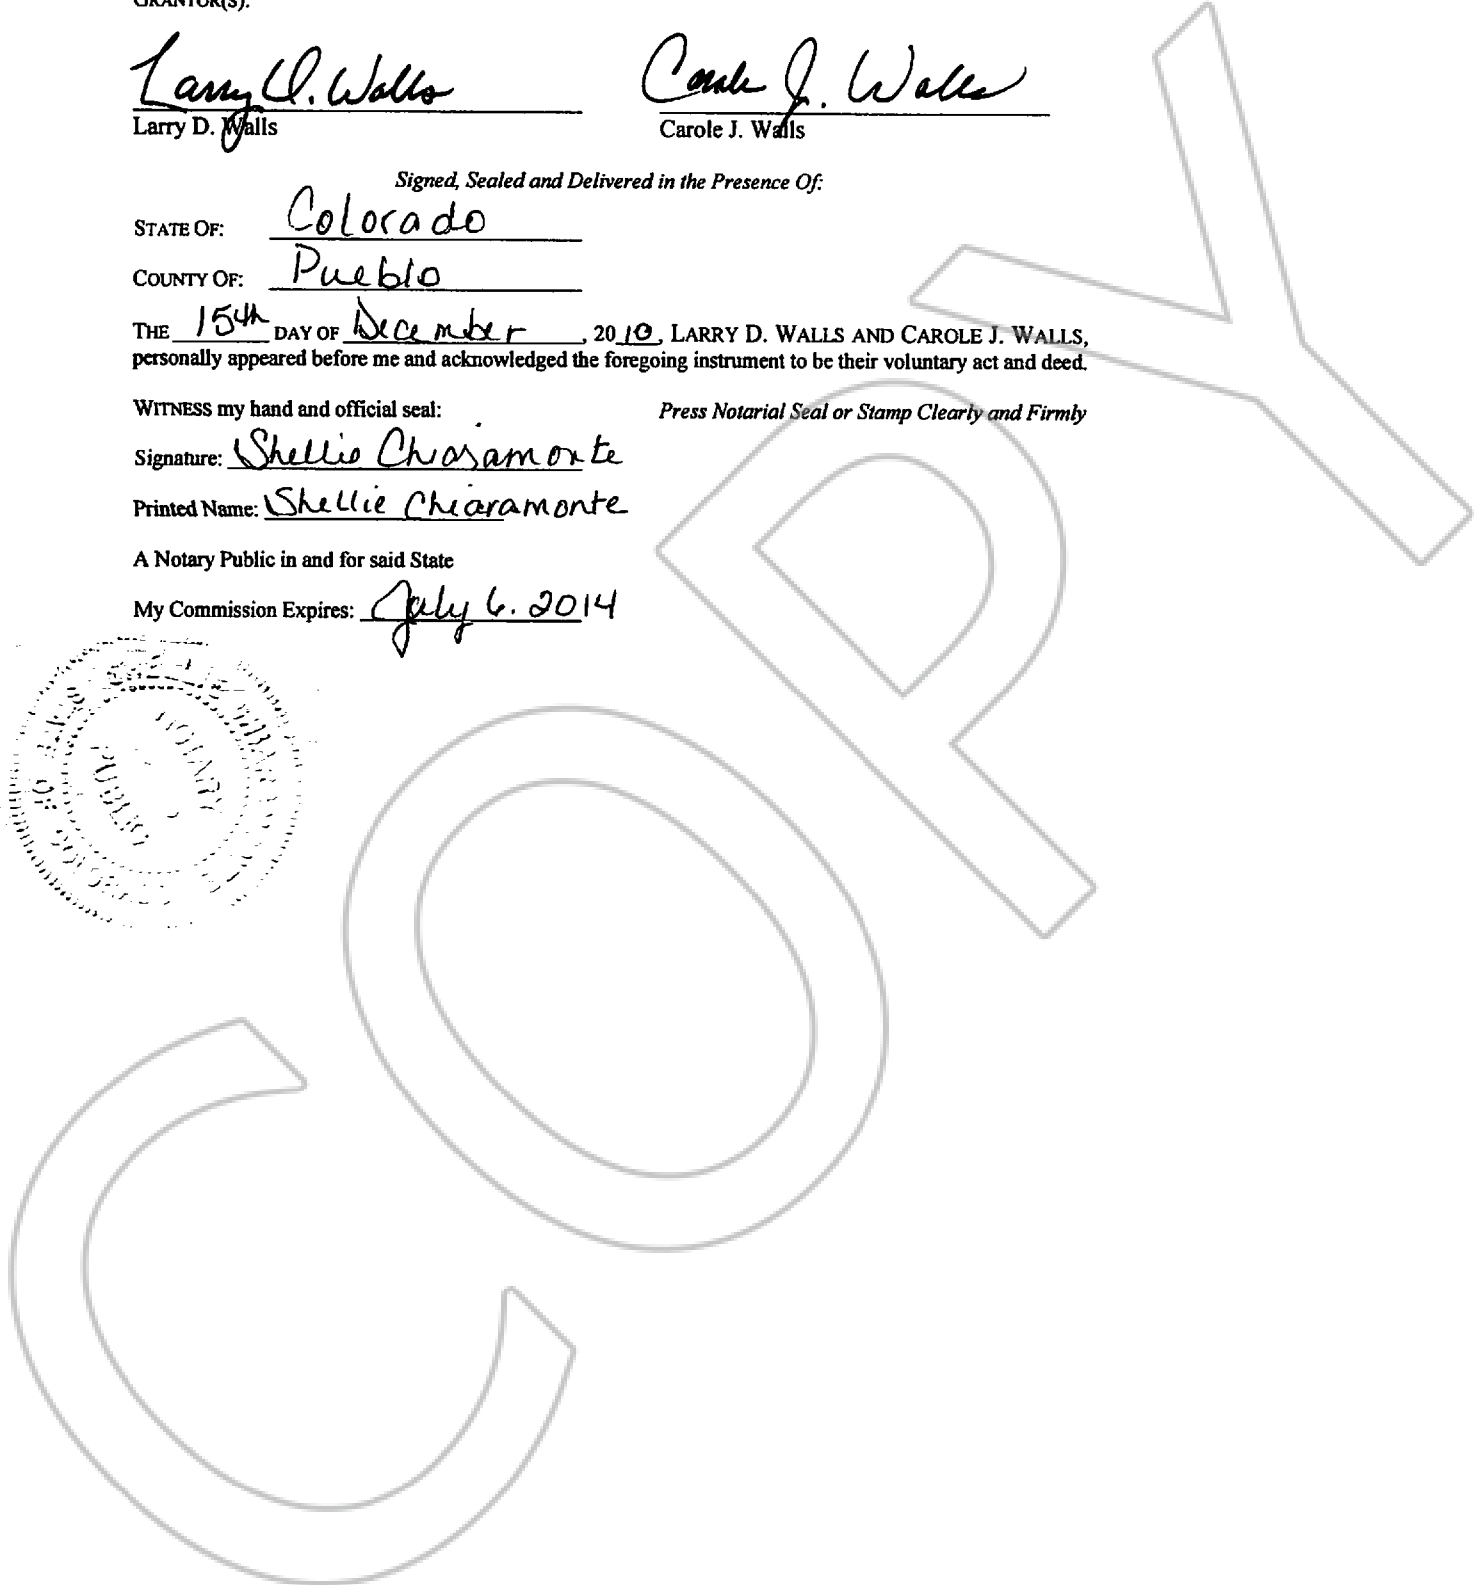 GRANTOR(S):
Larry D. Walls Carole J. Walls
Larry D. Walls Carole J. Walls
Signed, Sealed and Delivered in the Presence Of:
STATE OF: Colorado
COUNTY OF: Pueblo
THE 15th DAY OF December, 2010, LARRY D. WALLS AND CAROLE J. WALLS,
personally appeared before me and acknowledged the foregoing instrument to be their voluntary act and deed.
WITNESS my hand and official seal: Press Notarial Seal or Stamp Clearly and Firmly
Signature: Shellie Chiaramonte
Printed Name: Shellie Chiaramonte
A Notary Public in and for said State
My Commission Expires: July 6. 2014
NOTARY
PUBLIC
OF
COPY